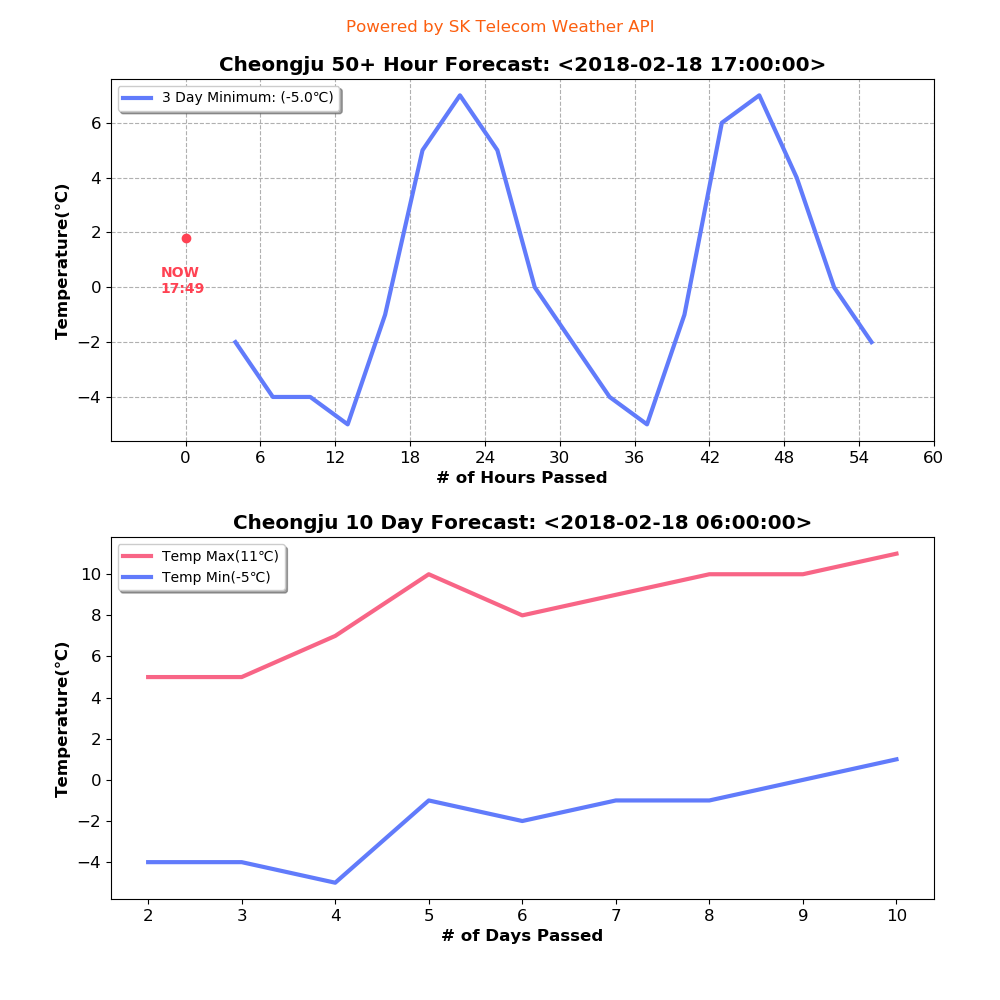 Powered by SK Telecom Weather API
Cheongju 50+ Hour Forecast: <2018-02-18 17:00:00>
3 Day Minimum: (-5.0℃)
Temperature(℃)
6
4
2
0
−2
−4
NOW
17:49
0 6 12 18 24 30 36 42 48 54 60
# of Hours Passed
Cheongju 10 Day Forecast: <2018-02-18 06:00:00>
Temp Max(11℃)
Temp Min(-5℃)
Temperature(℃)
10
8
6
4
2
0
−2
−4
2 3 4 5 6 7 8 9 10
# of Days Passed